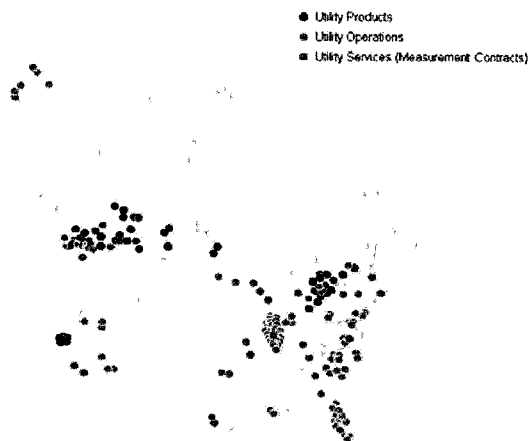 Utility Products
Utility Operations
Utility Services (Measurement Contracts)